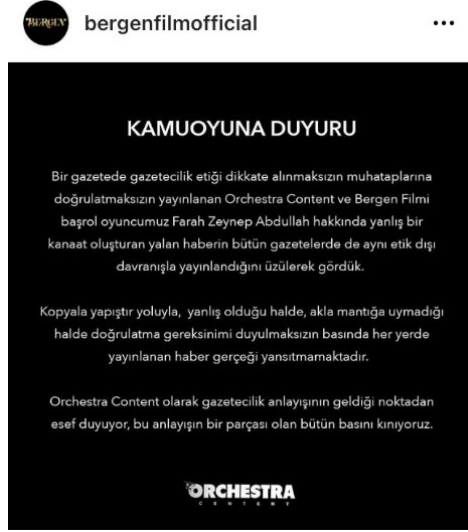 BERGEN
bergenfilmofficial
KAMUOYUNA DUYURU
Bir gazetede gazetecilik etiği dikkate alınmaksızın muhataplarına
doğrulatmaksızın yayınlanan Orchestra Content ve Bergen Filmi
başrol oyuncumuz Farah Zeynep Abdullah hakkında yanlış bir
kanaat oluşturan yalan haberin bütün gazetelerde de aynı etik dışı
davranışla yayınlandığını üzülerek gördük.
Kopyala yapıştır yoluyla, yanlış olduğu halde, akla mantığa uymadığı
halde doğrulatma gereksinimi duyulmaksızın basında her yerde
yayınlanan haber gerçeği yansıtmamaktadır.
Orchestra Content olarak gazetecilik anlayışının geldiği noktadan
esef duyuyor, bu anlayışın bir parçası olan bütün basını kınıyoruz.
ORCHESTRA
CONTENT